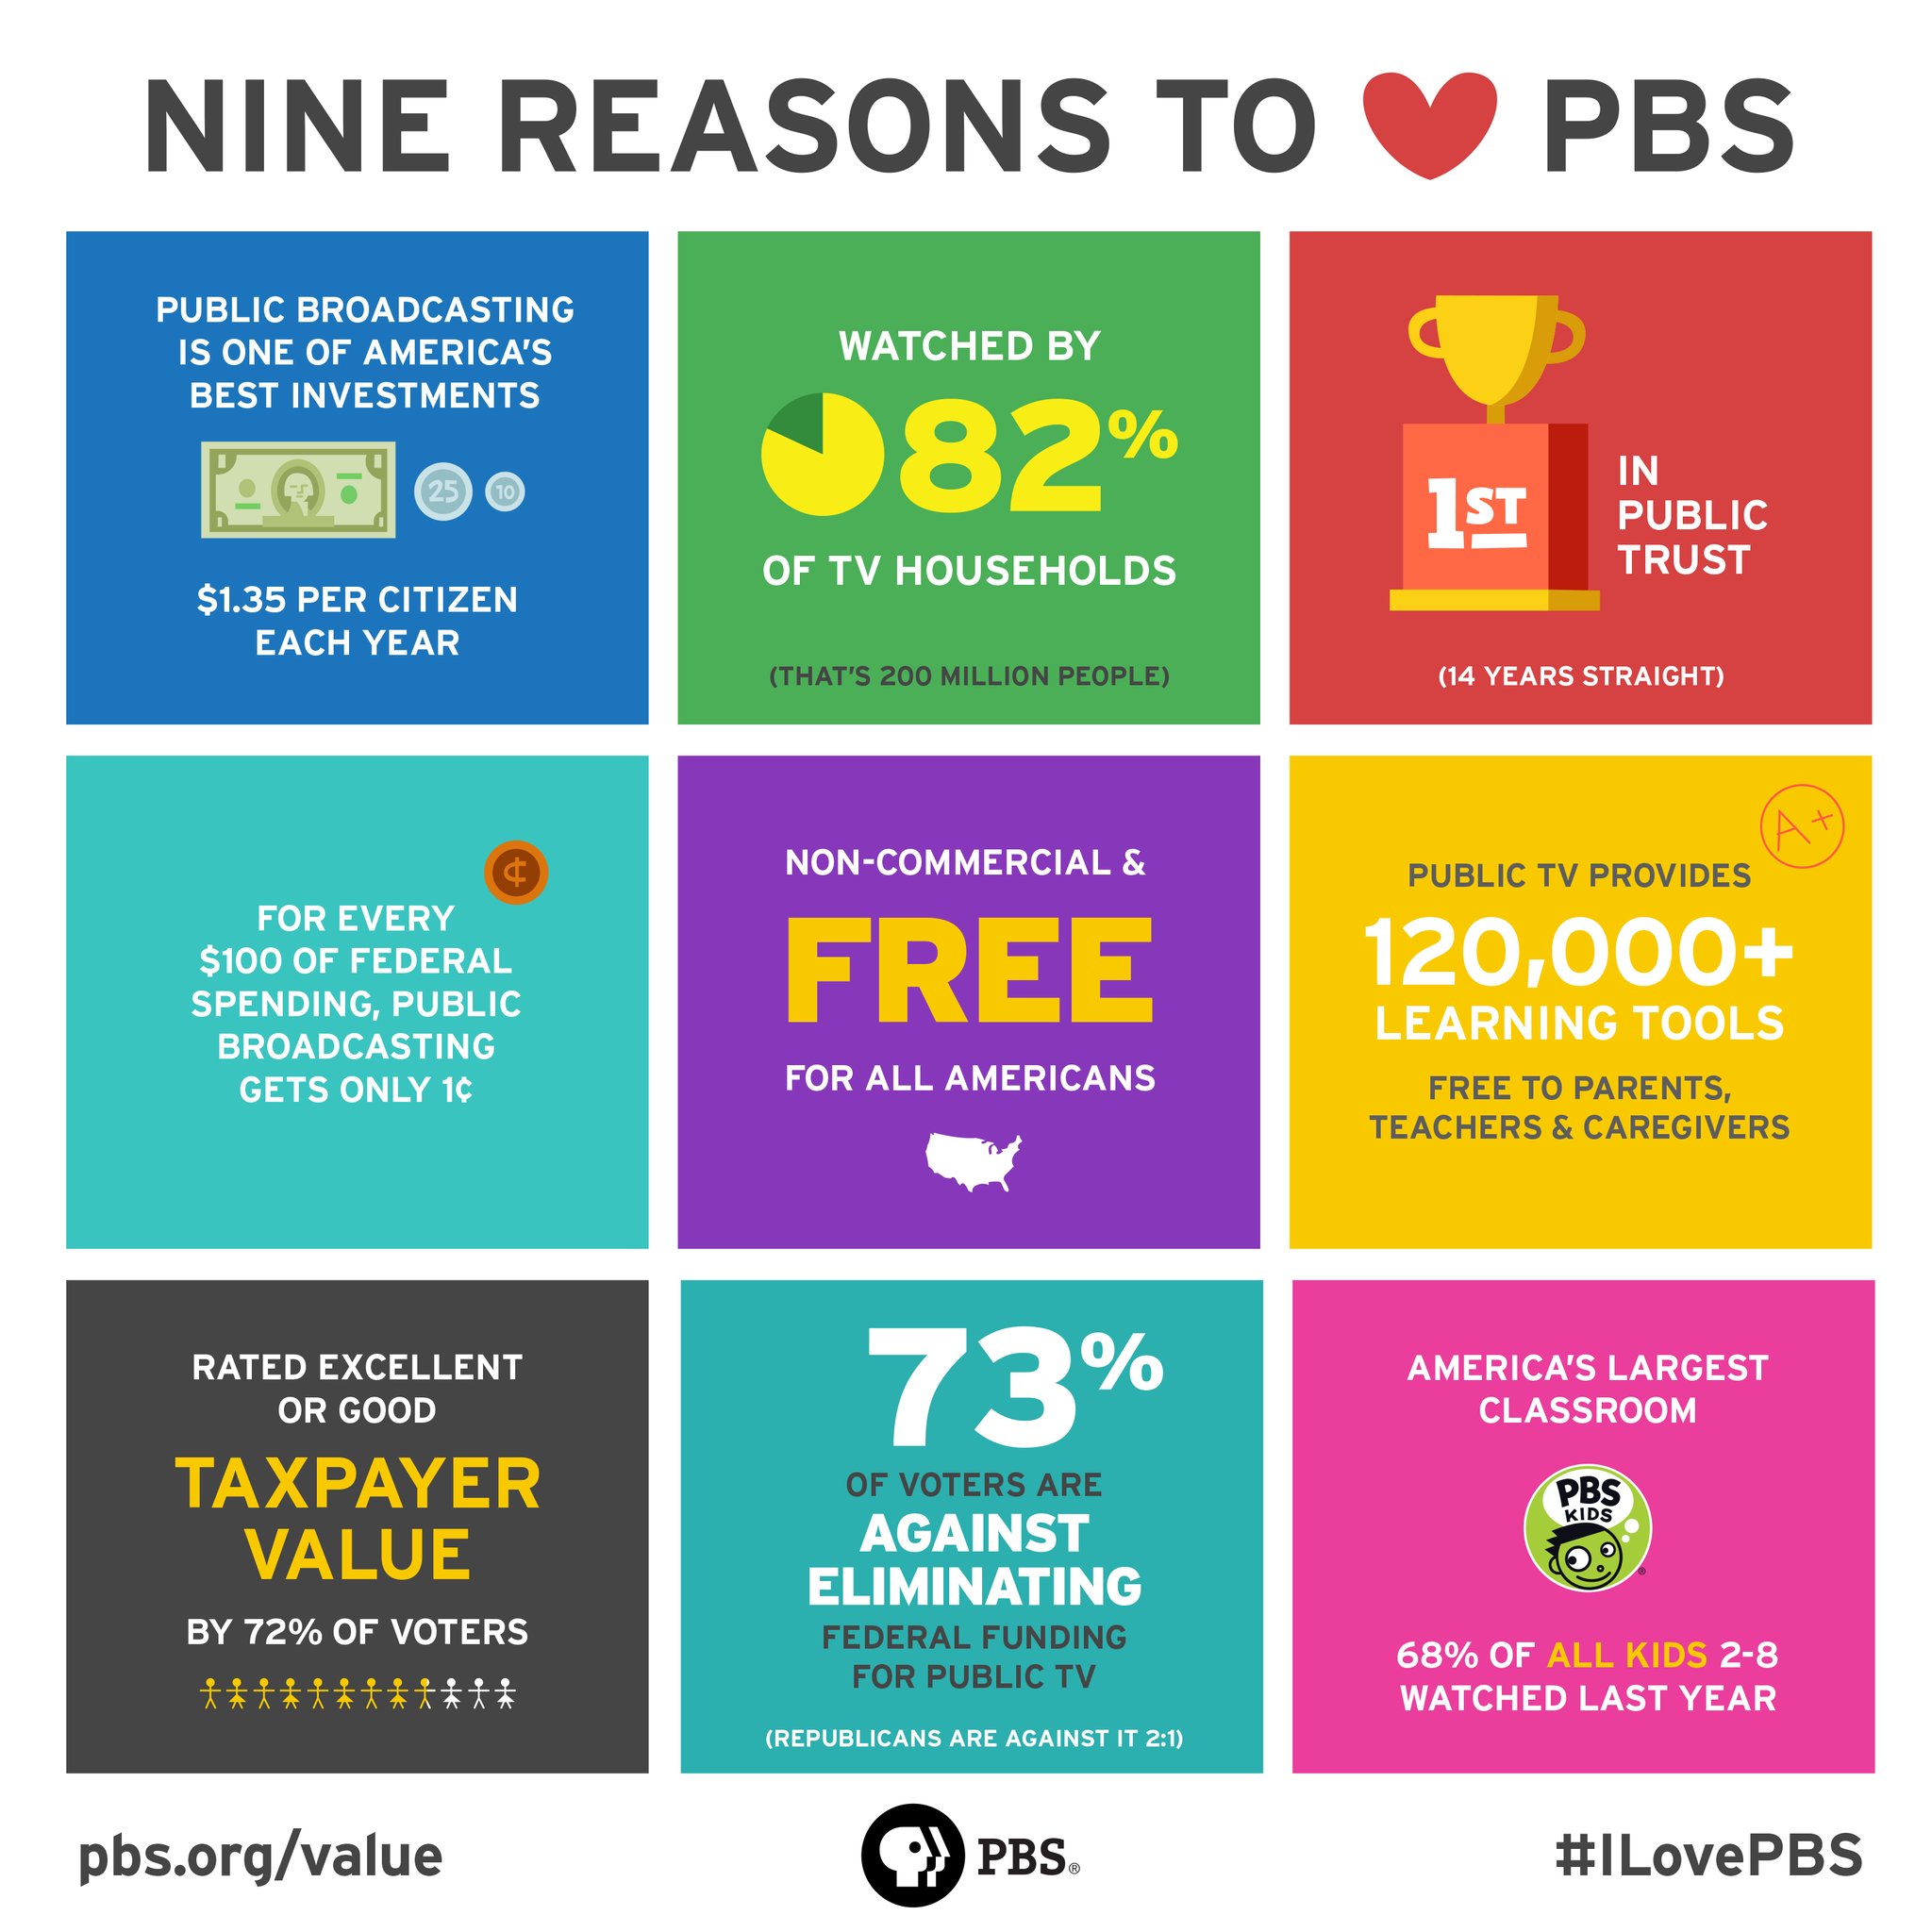 NINE REASONS TO PBS
PUBLIC BROADCASTING
IS ONE OF AMERICA'S
BEST INVESTMENTS
25
10
$1.35 PER CITIZEN
EACH YEAR
WATCHED BY
82%
OF TV HOUSEHOLDS
(THAT'S 200 MILLION PEOPLE)
1ST
IN
PUBLIC
TRUST
(14 YEARS STRAIGHT)
¢
FOR EVERY
$100 OF FEDERAL
SPENDING, PUBLIC
BROADCASTING
GETS ONLY 1¢
NON-COMMERCIAL &
FREE
FOR ALL AMERICANS
A+
PUBLIC TV PROVIDES
120,000+
LEARNING TOOLS
FREE TO PARENTS,
TEACHERS & CAREGIVERS
RATED EXCELLENT
OR GOOD
TAXPAYER
VALUE
BY 72% OF VOTERS
73%
OF VOTERS ARE
AGAINST
ELIMINATING
FEDERAL FUNDING
FOR PUBLIC TV
(REPUBLICANS ARE AGAINST IT 2:1)
AMERICA'S LARGEST
CLASSROOM
PBS
KIDS
®
68% OF ALL KIDS 2-8
WATCHED LAST YEAR
pbs.org/value
PBS®
#ILovePBS